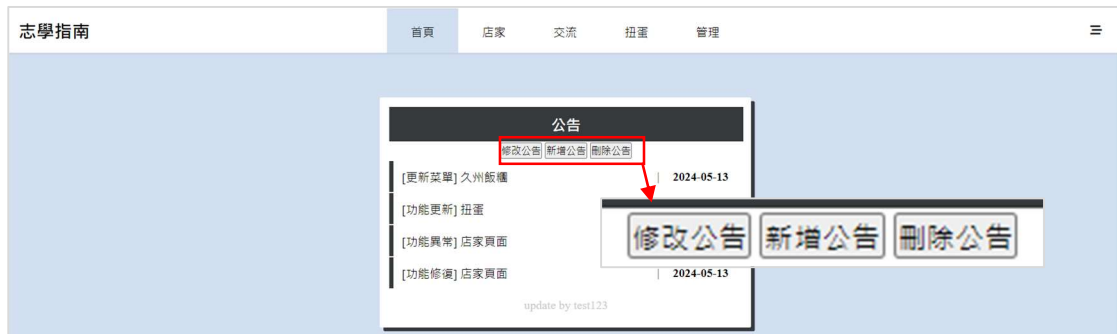 志學指南 首頁 店家 交流 扭蛋 管理
公告
修改公告 新增公告 刪除公告
[更新菜單] 久州飯糰 | 2024-05-13
[功能更新] 扭蛋
[功能異常] 店家頁面
修改公告 新增公告 刪除公告
[功能修復] 店家頁面 | 2024-05-13
update by test123